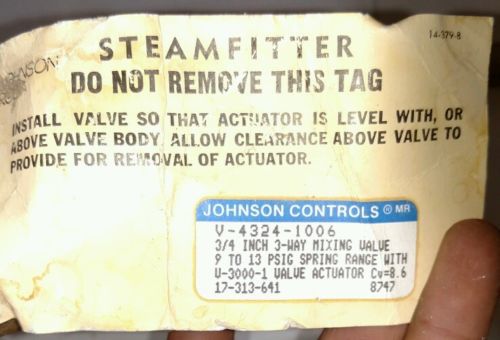 14-379-8
STEAMFITTER
DO NOT REMOVE THIS TAG
INSTALL VALVE SO THAT ACTUATOR IS LEVEL WITH, OR
ABOVE VALVE BODY. ALLOW CLEARANCE ABOVE VALVE TO
PROVIDE FOR REMOVAL OF ACTUATOR.
JOHNSON CONTROLS ® MR
V-4324-1006
3/4 INCH 3-WAY MIXING VALVE
9 TO 13 PSIG SPRING RANGE WITH
V-3000-1 VALVE ACTUATOR Cv=8.6
17-313-641 8747